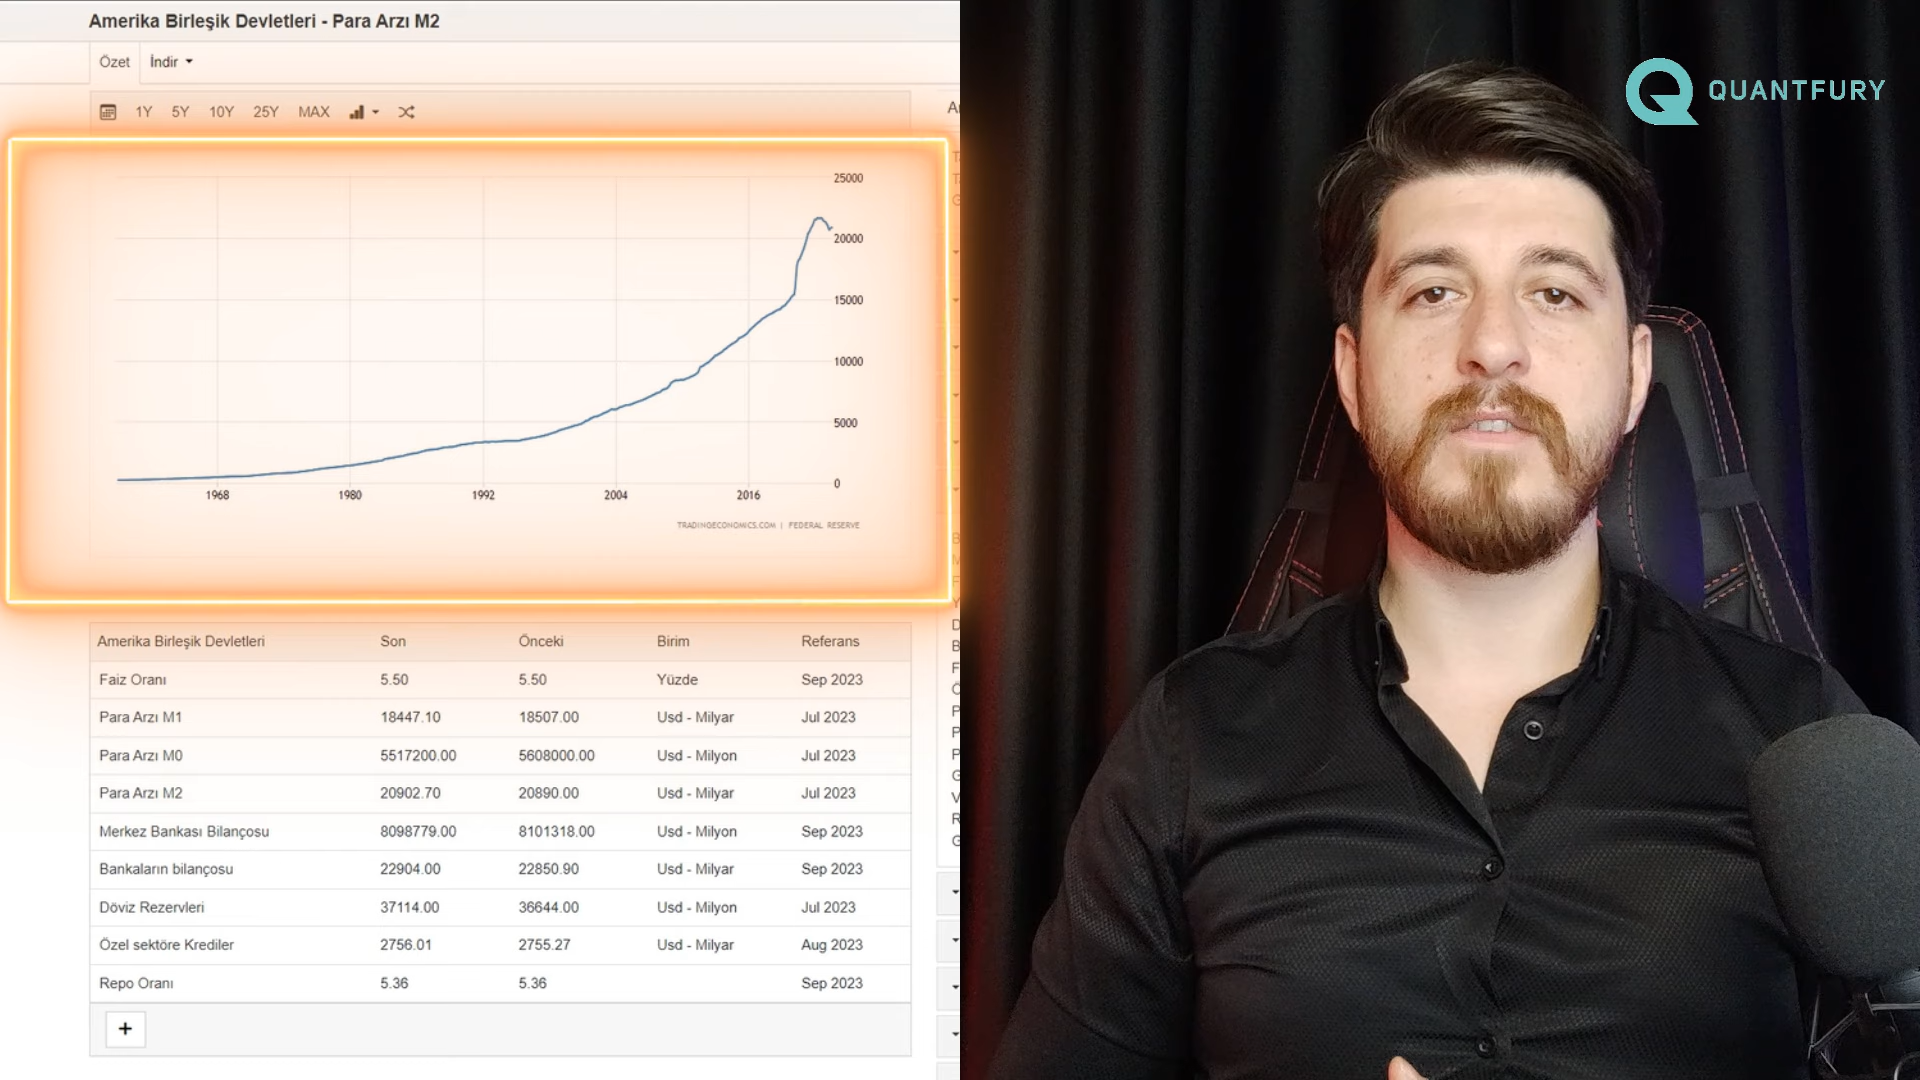 Amerika Birleşik Devletleri - Para Arzı M2
Özet İndir
1Y 5Y 10Y 25Y MAX
25000
20000
15000
10000
5000
0
1968 1980 1992 2004 2016
TRADINGECONOMICS.COM | FEDERAL RESERVE
Amerika Birleşik Devletleri Son Önceki Birim Referans
Faiz Oranı 5.50 5.50 Yüzde Sep 2023
Para Arzı M1 18447.10 18507.00 Usd - Milyar Jul 2023
Para Arzı M0 5517200.00 5608000.00 Usd - Milyon Jul 2023
Para Arzı M2 20902.70 20890.00 Usd - Milyar Jul 2023
Merkez Bankası Bilançosu 8098779.00 8101318.00 Usd - Milyon Sep 2023
Bankaların bilançosu 22904.00 22850.90 Usd - Milyar Sep 2023
Döviz Rezervleri 37114.00 36644.00 Usd - Milyon Jul 2023
Özel sektöre Krediler 2756.01 2755.27 Usd - Milyar Aug 2023
Repo Oranı 5.36 5.36 Sep 2023
+
QUANTFURY